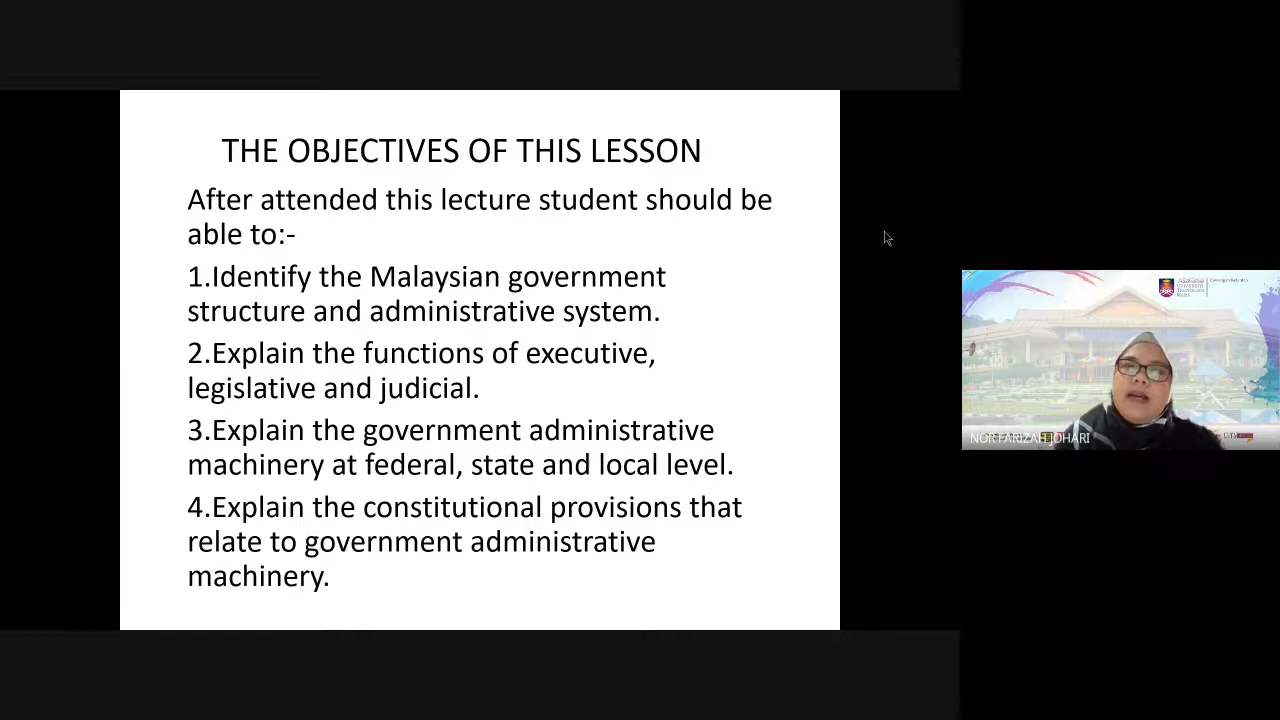 THE OBJECTIVES OF THIS LESSON
After attended this lecture student should be
able to:-
1.Identify the Malaysian government
structure and administrative system.
2.Explain the functions of executive,
legislative and judicial.
3.Explain the government administrative
machinery at federal, state and local level.
4.Explain the constitutional provisions that
relate to government administrative
machinery.
UNIVERSITI
TEKNOLOGI
MARA
NOR FARIZAH JOHARI